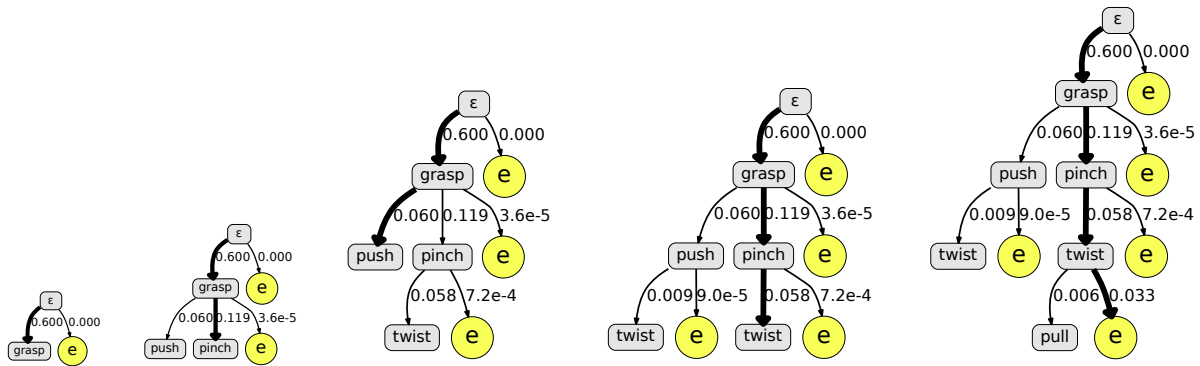 ε
0.600 0.000
grasp e
ε
0.600 0.000
grasp e
0.060 0.119 3.6e-5
push pinch e
ε
0.600 0.000
grasp e
0.060 0.119 3.6e-5
push pinch e
0.058 7.2e-4
twist e
ε
0.600 0.000
grasp e
0.060 0.119 3.6e-5
push pinch e
0.009 9.0e-5 0.058 7.2e-4
twist e twist e
ε
0.600 0.000
grasp e
0.060 0.119 3.6e-5
push pinch e
0.009 9.0e-5 0.058 7.2e-4
twist e twist e
0.006 0.033
pull e